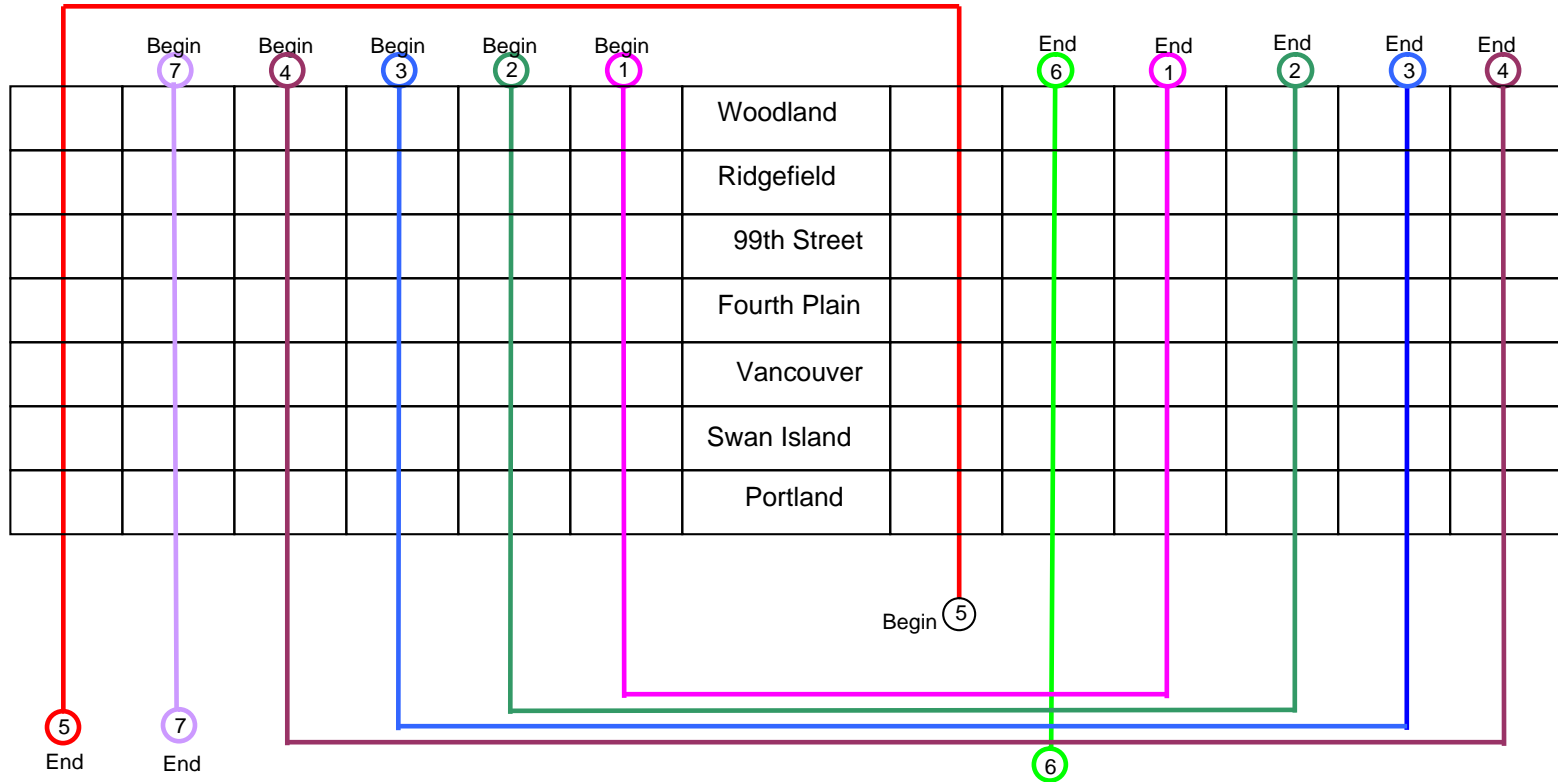 Begin Begin Begin Begin Begin End End End End End
7 4 3 2 1 6 1 2 3 4
Woodland
Ridgefield
99th Street
Fourth Plain
Vancouver
Swan Island
Portland
Begin 5
5 7 6
End End